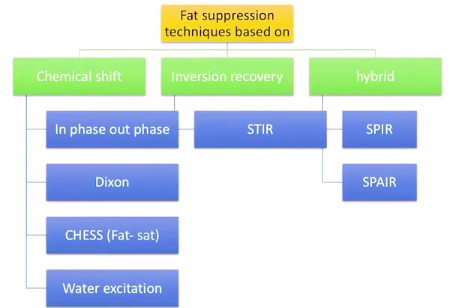 Fat suppression
techniques based on
Chemical shift
Inversion recovery
hybrid
In phase out phase
STIR
SPIR
Dixon
SPAIR
CHESS (Fat- sat)
Water excitation